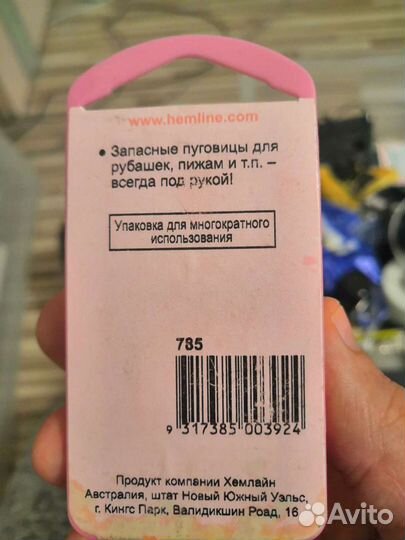 www.hemline.com
• Запасные пуговицы для
рубашек, пижам и т.п. –
всегда под рукой!
Упаковка для многократного
использования
785
9 317385 003924
Продукт компании Хемлайн
Австралия, штат Новый Южный Уэльс,
г. Кингс Парк, Валидикшин Роад, 16
Avito